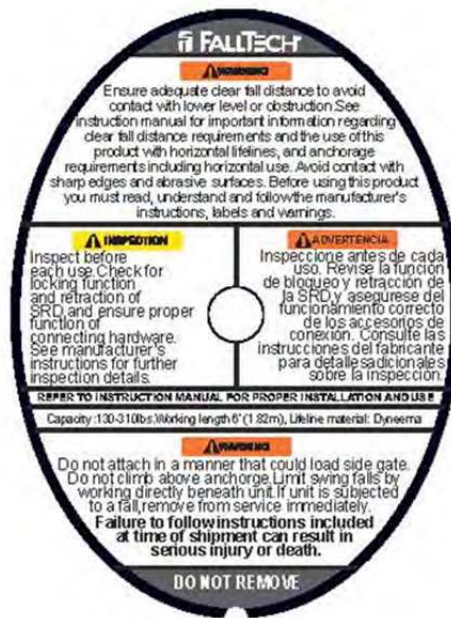 FALLTECH
WARNING
Ensure adequate clear fall distance to avoid
contact with lower level or obstruction.See
instruction manual for important information regarding
clear fall distance requirements and the use of this
product with horizontal lifelines, and anchorage
requirements including horizontal use. Avoid contact with
sharp edges and abrasive surfaces. Before using this product
you must read, understand and follow the manufacturer's
instructions, labels and warnings.
INSPECTION
Inspect before
each use.Check for
locking function
and retraction of
SRD, and ensure proper
function of
connecting hardware.
See manufacturer's
instructions for further
inspection details.
ADVERTENCIA
Inspeccione antes de cada
uso. Revise la función
de bloqueo y retracción de
la SRD, y asegurese del
funcionamiento correcto
de los accesorios de
conexión. Consulte las
instrucciones del fabricante
para detalles adicionales
sobre la inspección.
REFER TO INSTRUCTION MANUAL FOR PROPER INSTALLATION AND USE
Capacity :130-310lbs,Working length 6' (1.82m), Lifeline material: Dyneema
WARNING
Do not attach in a manner that could load side gate.
Do not climb above anchorge.Limit swing falls by
working directly beneath unit.If unit is subjected
to a fall,remove from service immediately.
Failure to follow instructions included
at time of shipment can result in
serious injury or death.
DO NOT REMOVE